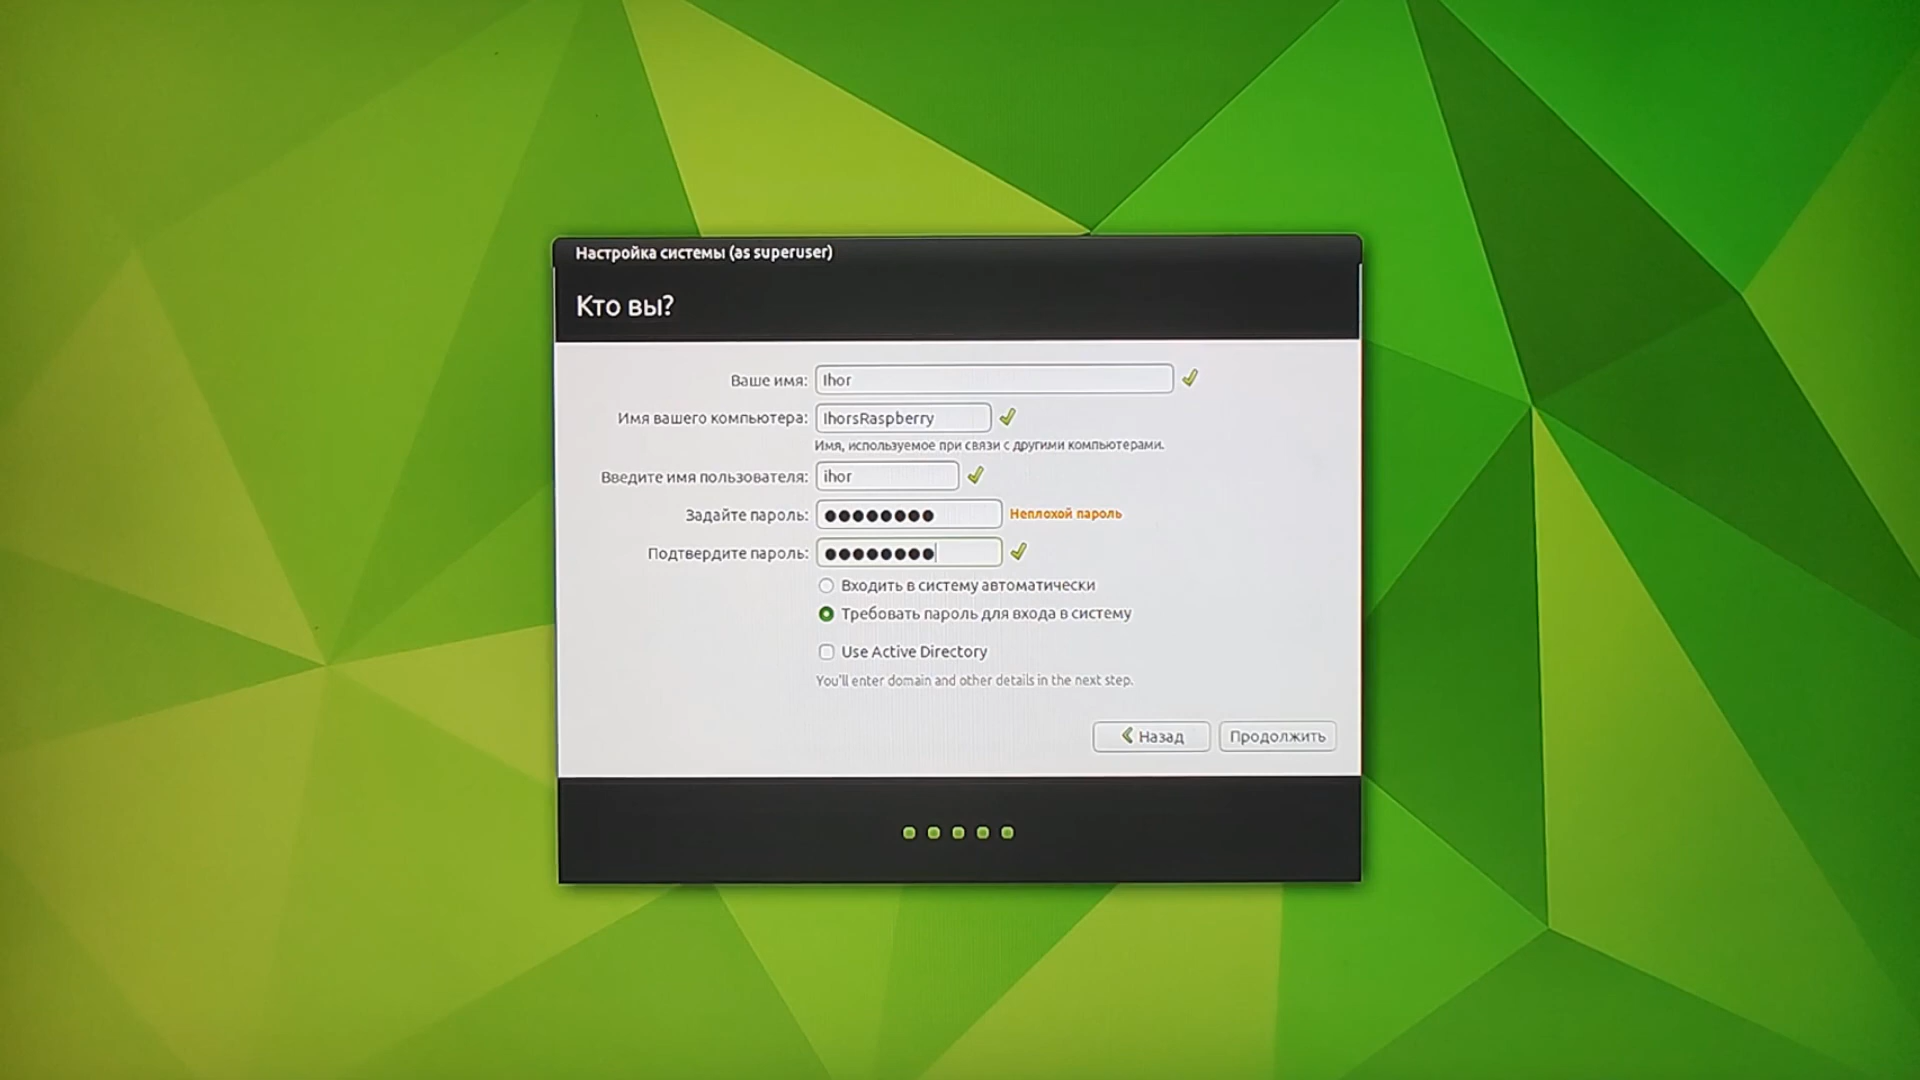 Настройка системы (as superuser)
Кто вы?
Ваше имя: Ihor
Имя вашего компьютера: IhorsRaspberry
Имя, используемое при связи с другими компьютерами.
Введите имя пользователя: ihor
Задайте пароль: ●●●●●●●● Неплохой пароль
Подтвердите пароль: ●●●●●●●●
Входить в систему автоматически
Требовать пароль для входа в систему
Use Active Directory
You'll enter domain and other details in the next step.
Назад Продолжить